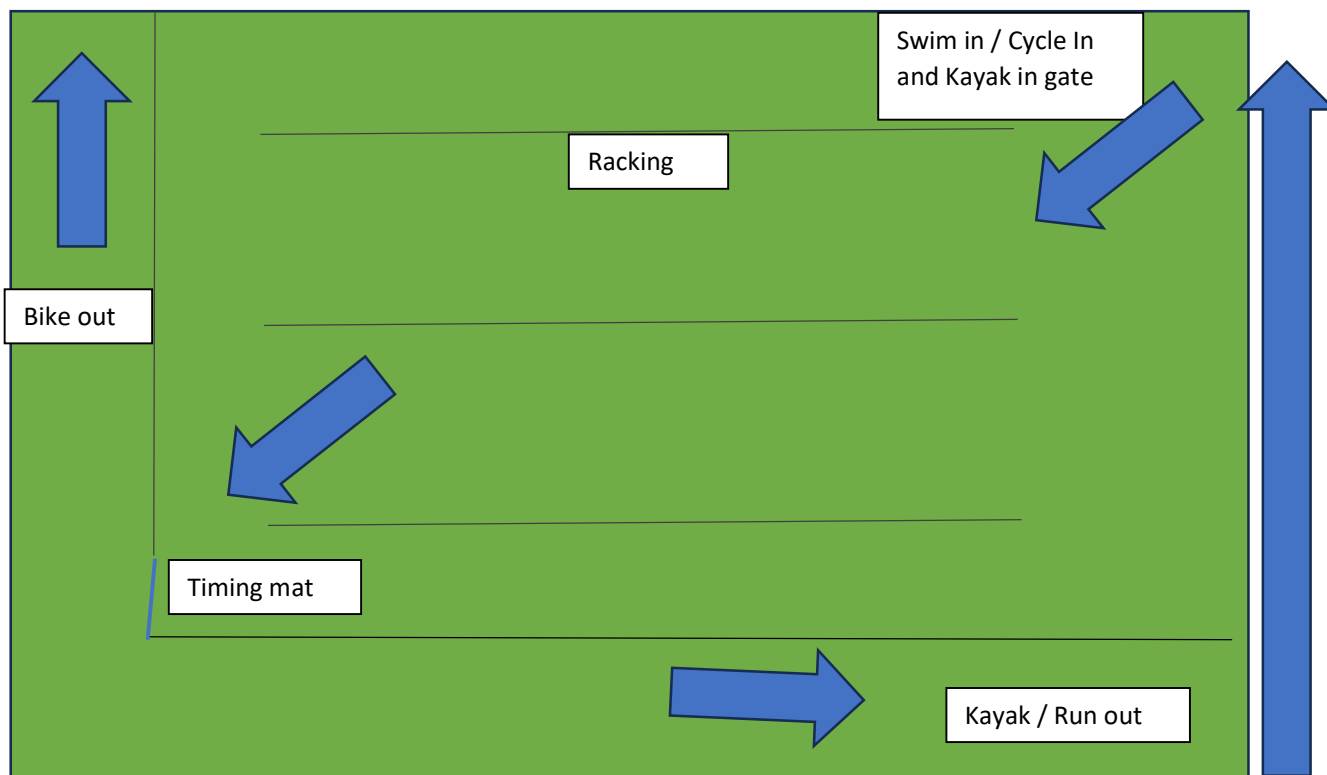 Swim in / Cycle In
and Kayak in gate
Racking
Bike out
Timing mat
Kayak / Run out